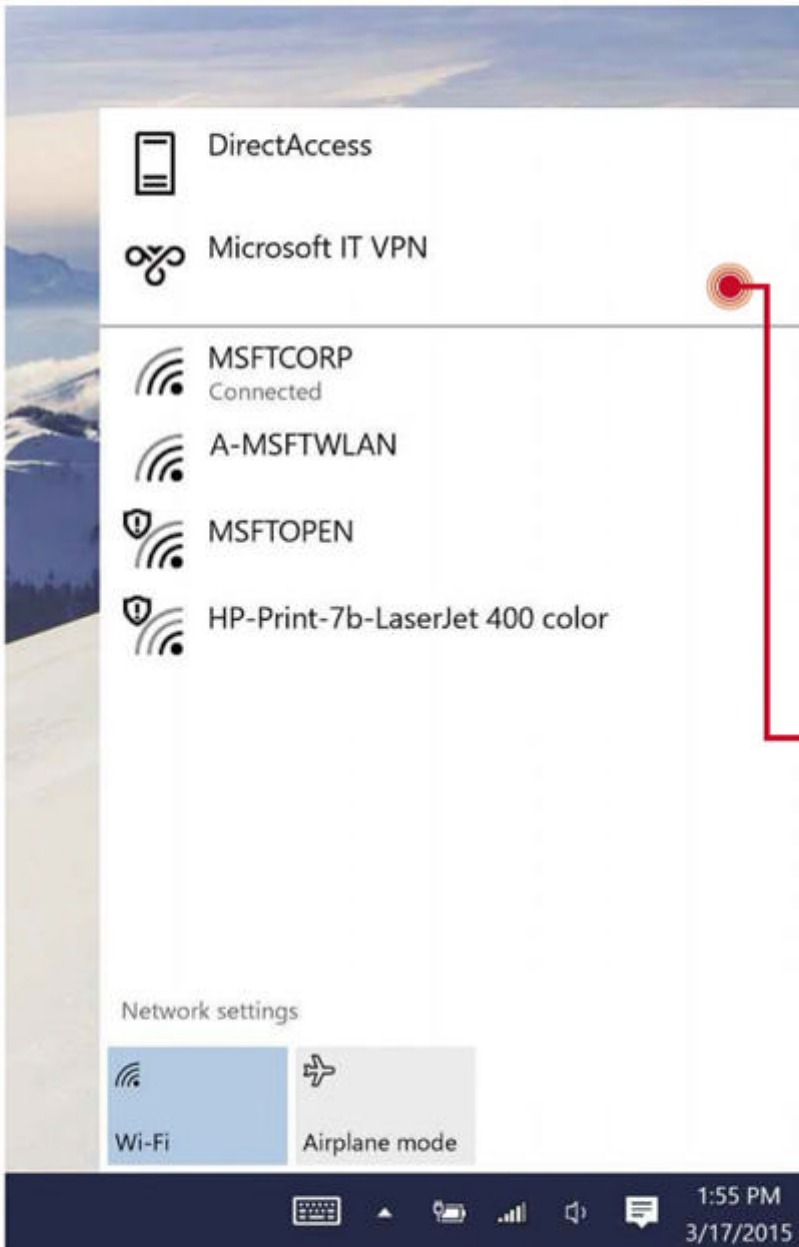 DirectAccess
Microsoft IT VPN
MSFTCORP
Connected
A-MSFTWLAN
MSFTOPEN
HP-Print-7b-LaserJet 400 color
Network settings
Wi-Fi
Airplane mode
1:55 PM
3/17/2015